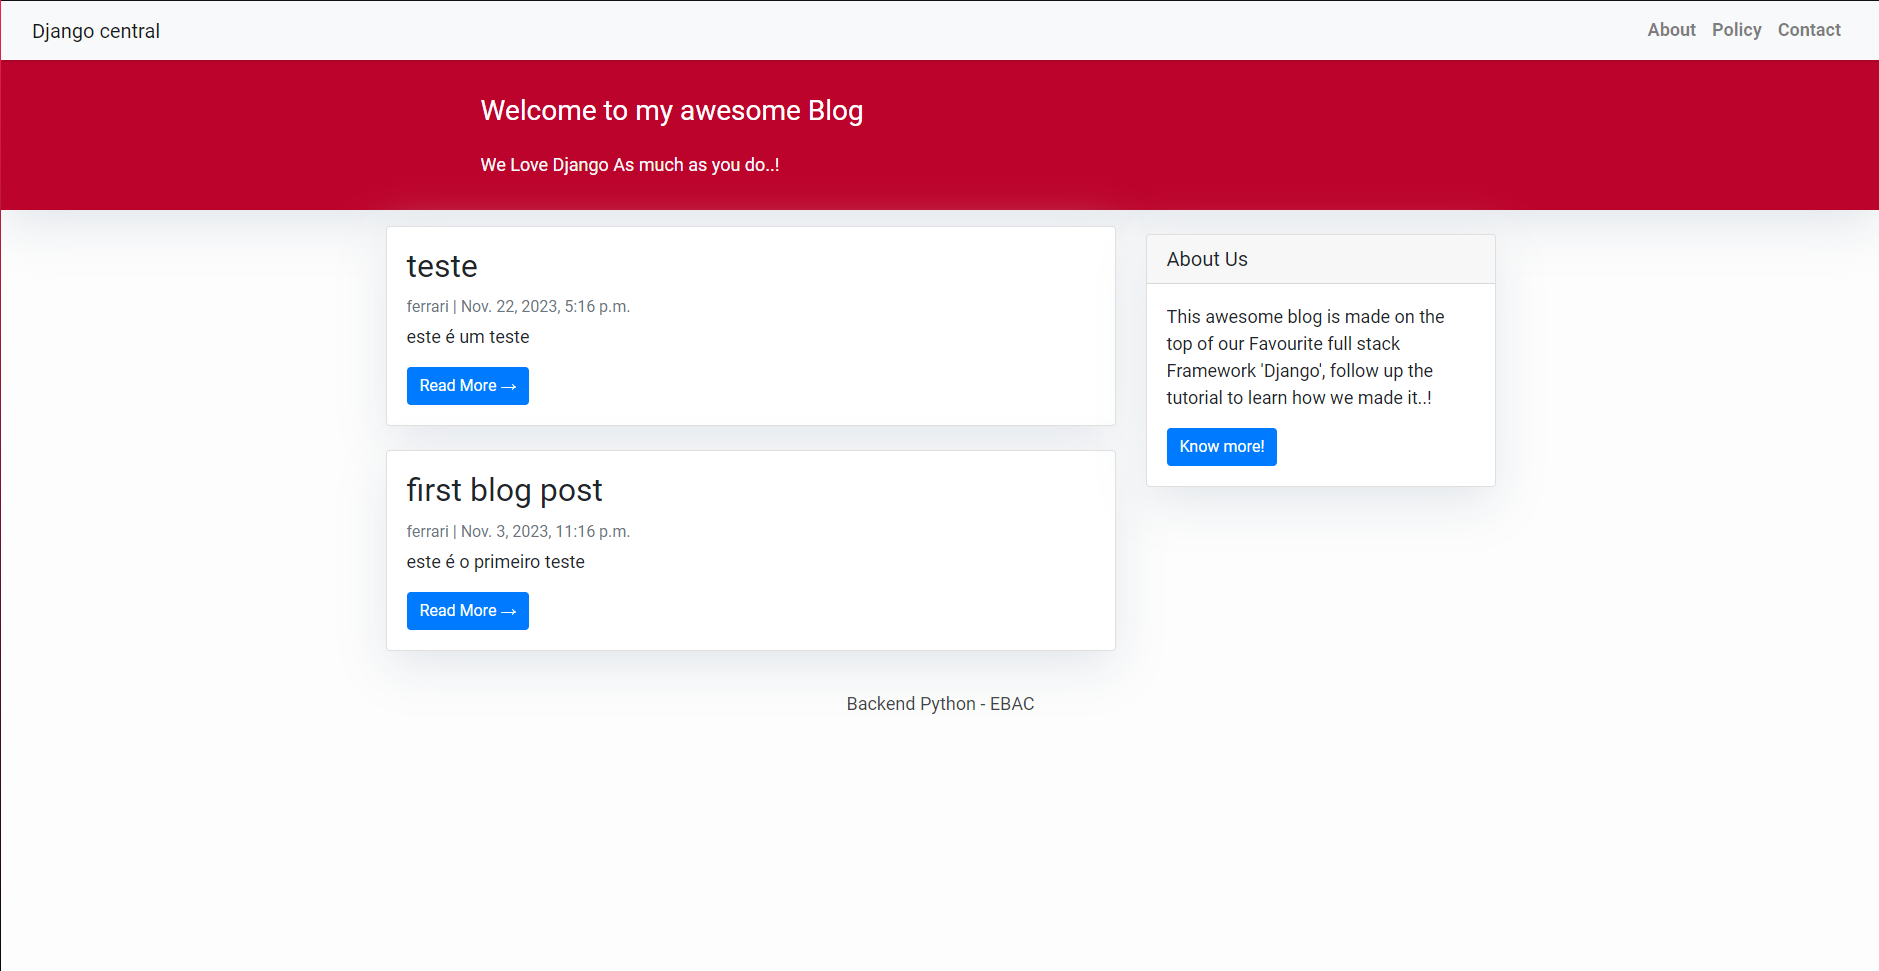 Django central
About Policy Contact
Welcome to my awesome Blog
We Love Django As much as you do..!
teste
ferrari | Nov. 22, 2023, 5:16 p.m.
este é um teste
Read More →
first blog post
ferrari | Nov. 3, 2023, 11:16 p.m.
este é o primeiro teste
Read More →
About Us
This awesome blog is made on the
top of our Favourite full stack
Framework 'Django', follow up the
tutorial to learn how we made it..!
Know more!
Backend Python - EBAC